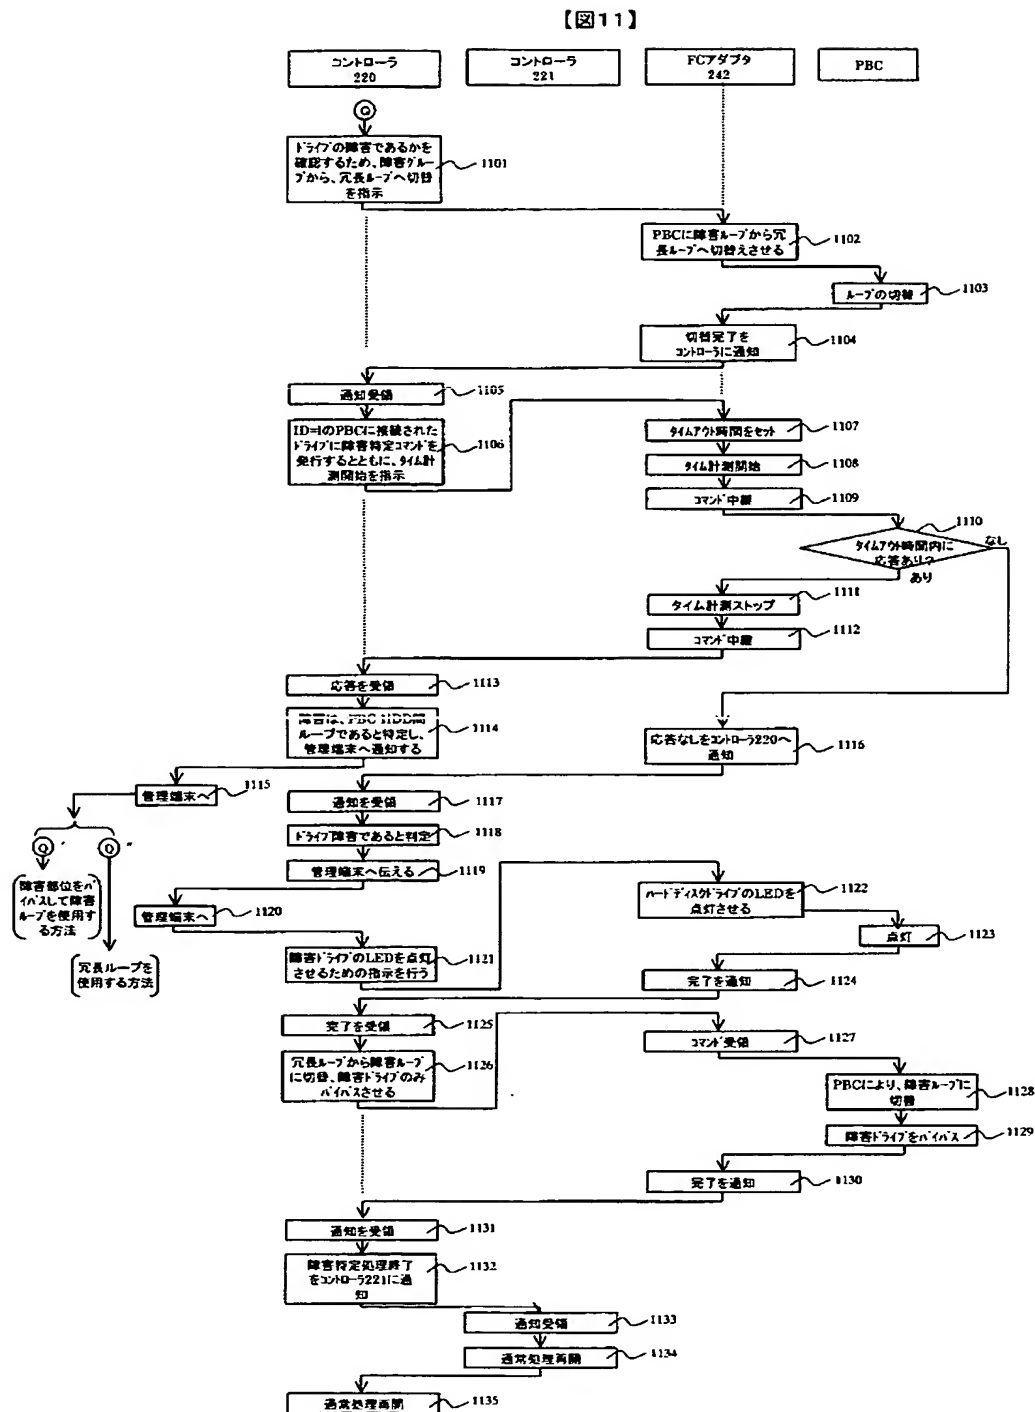 【図11】
コントローラ
220
コントローラ
221
FCアダプタ
242
PBC
Q
ドライブの障害であるかを
確認するため、障害グルー
プから、冗長ループへ切替
を指示
1101
PBCに障害ループから冗
長ループへ切替えさせる
1102
ループの切替
1103
切替完了を
コントローラに通知
1104
通知受領
1105
ID=iのPBCに接続された
ドライブに障害特定コマンドを
発行するとともに、タイム計
測開始を指示
1106
タイムアウト時間をセット
1107
タイム計測開始
1108
コマンド中継
1109
タイムアウト時間内に
応答あり?
1110
なし
あり
タイム計測ストップ
1111
コマンド中継
1112
応答を受領
1113
障害は、PBC-HDD間
ループであると特定し、
管理端末へ通知する
1114
管理端末へ
1115
応答なしをコントローラ220へ
通知
1116
通知を受領
1117
ドライブ障害であると判定
1118
管理端末へ伝える
1119
管理端末へ
1120
Q'
Q"
障害部位をバ
イパスして障害
ループを使用す
る方法
冗長ループを
使用する方法
障害ドライブのLEDを点灯
させるための指示を行う
1121
ハードディスクドライブのLEDを
点灯させる
1122
点灯
1123
完了を通知
1124
完了を受領
1125
冗長ループから障害ループ
に切替、障害ドライブのみ
バイパスさせる
1126
コマンド受領
1127
PBCにより、障害ループに
切替
1128
障害ドライブをバイパス
1129
完了を通知
1130
通知を受領
1131
障害特定処理終了
をコントローラ221に通
知
1132
通知受領
1133
通常処理再開
1134
通常処理再開
1135